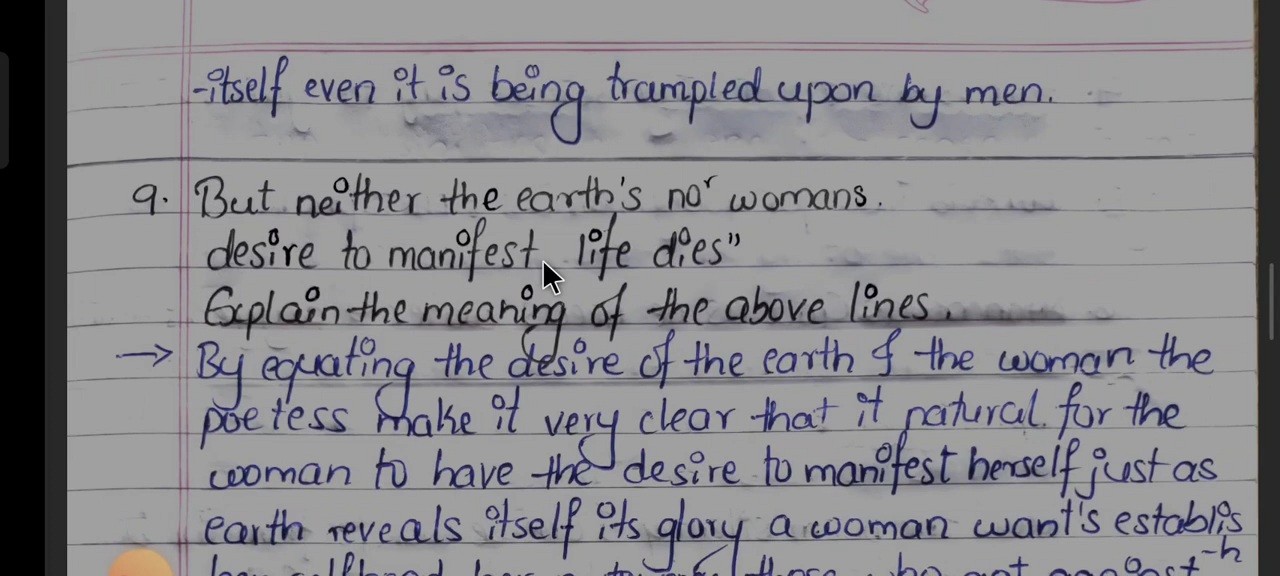 -itself even it is being trampled upon by men.
9. But neither the earth's nor womans.
desire to manifest life dies"
Explain the meaning of the above lines.
→ By equating the desire of the earth & the woman the
poetess make it very clear that it natural for the
woman to have the desire to manifest herself just as
earth reveals itself its glory a woman want's establis
-h